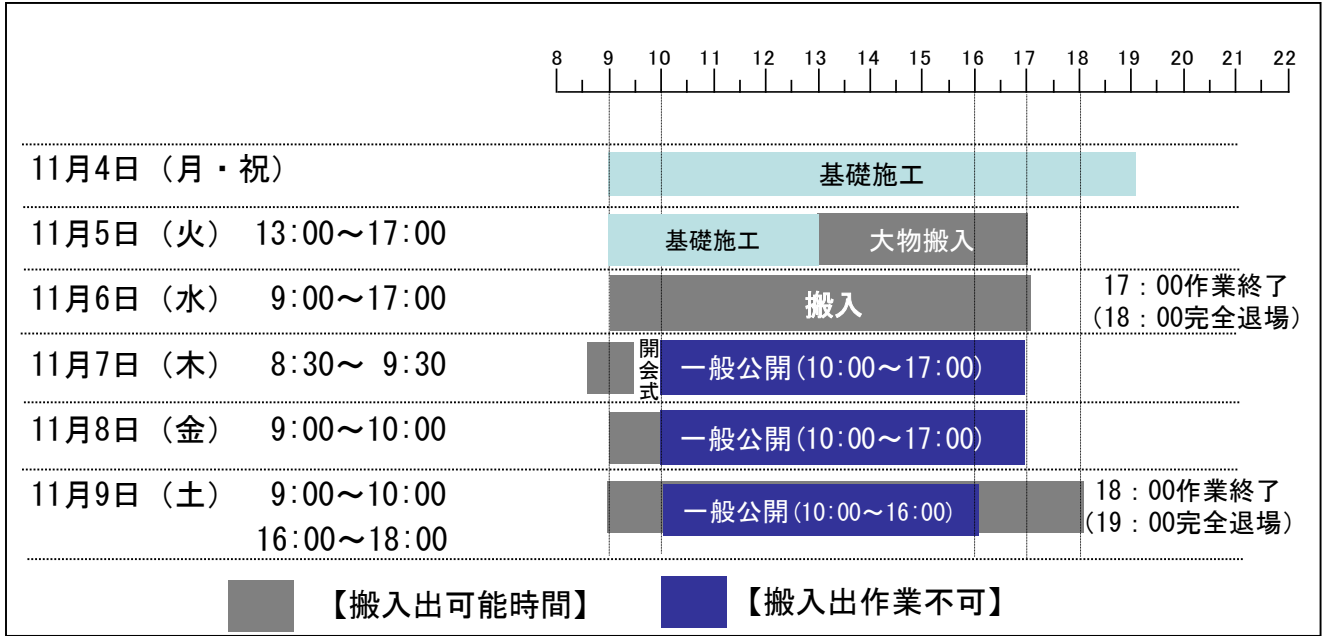 8 9 10 11 12 13 14 15 16 17 18 19 20 21 22
11月4日（月・祝）
基礎施工
11月5日（火） 13:00～17:00
基礎施工
大物搬入
11月6日（水） 9:00～17:00
搬入
17：00作業終了
（18：00完全退場）
11月7日（木） 8:30～ 9:30
開会式
一般公開(10:00～17:00)
11月8日（金） 9:00～10:00
一般公開(10:00～17:00)
11月9日（土） 9:00～10:00
16:00～18:00
一般公開(10:00～16:00)
18：00作業終了
（19：00完全退場）
【搬入出可能時間】
【搬入出作業不可】